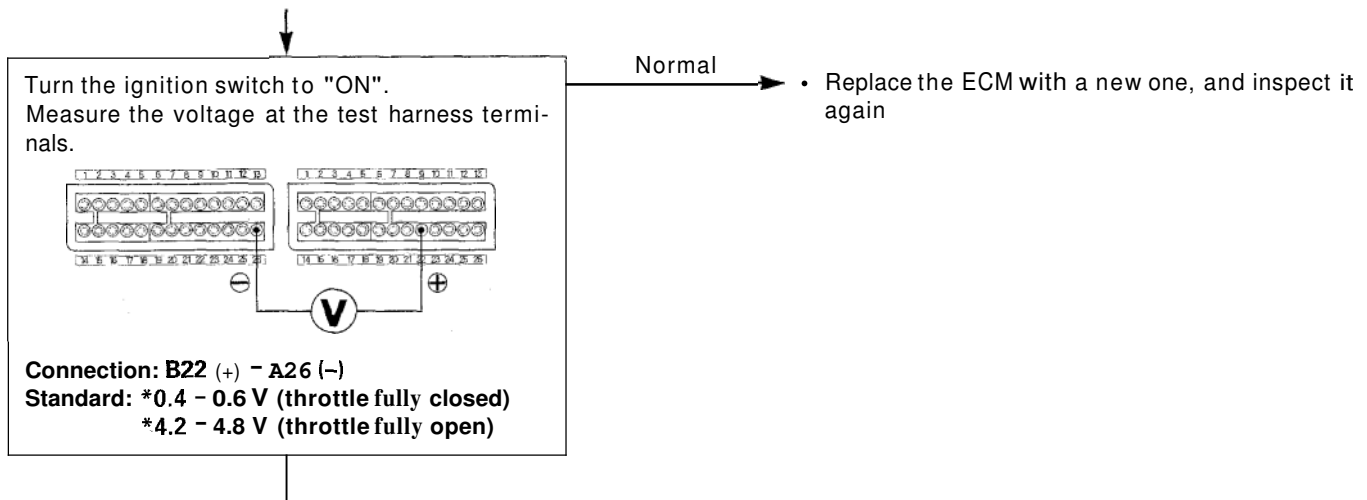 Turn the ignition switch to "ON".
Measure the voltage at the test harness termi-
nals.
1 2 3 4 5 6 7 8 9 10 11 12 13
1 2 3 4 5 6 7 8 9 10 11 12 13
14 15 16 17 18 19 20 21 22 23 24 25 26
14 15 16 17 18 19 20 21 22 23 24 25 26
⊖ ⊕
V
Connection: B22 (+) – A26 (–)
Standard: *0.4 – 0.6 V (throttle fully closed)
*4.2 – 4.8 V (throttle fully open)
Normal
• Replace the ECM with a new one, and inspect it
again